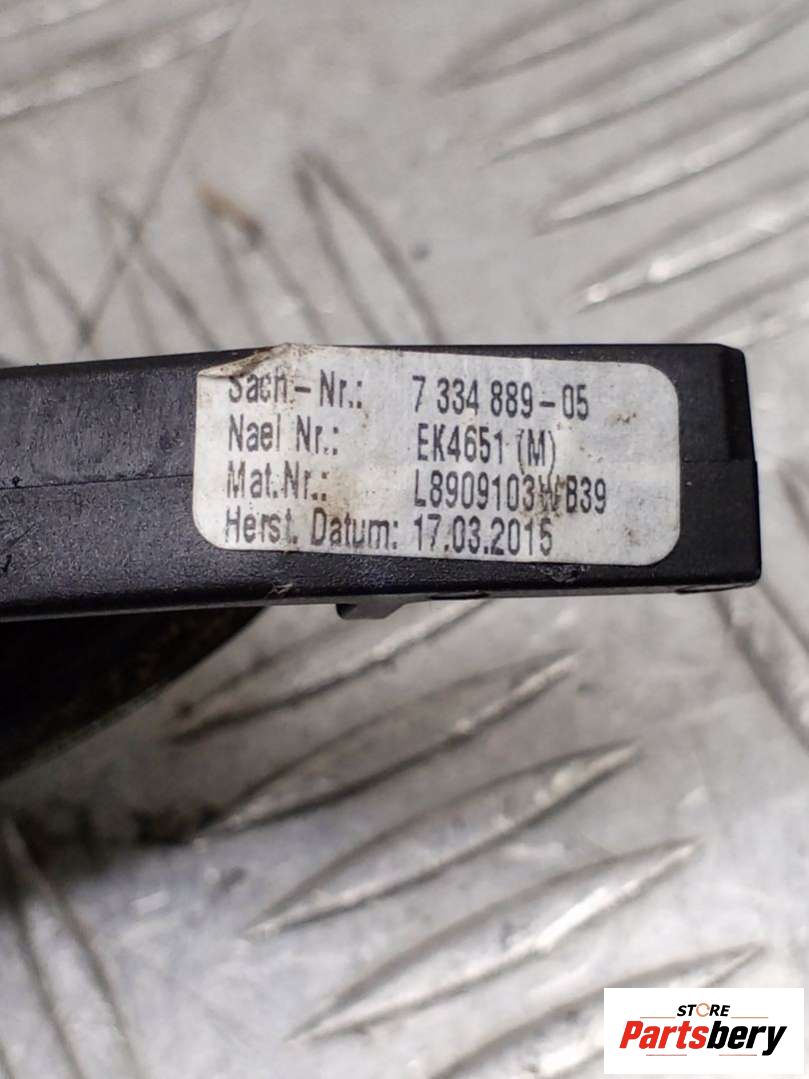 Sach.-Nr.: 7 334 889-05
Nael Nr.: EK4651 (M)
Mat.Nr.: L8909103WB39
Herst. Datum: 17.03.2015
STORE
Partsbery